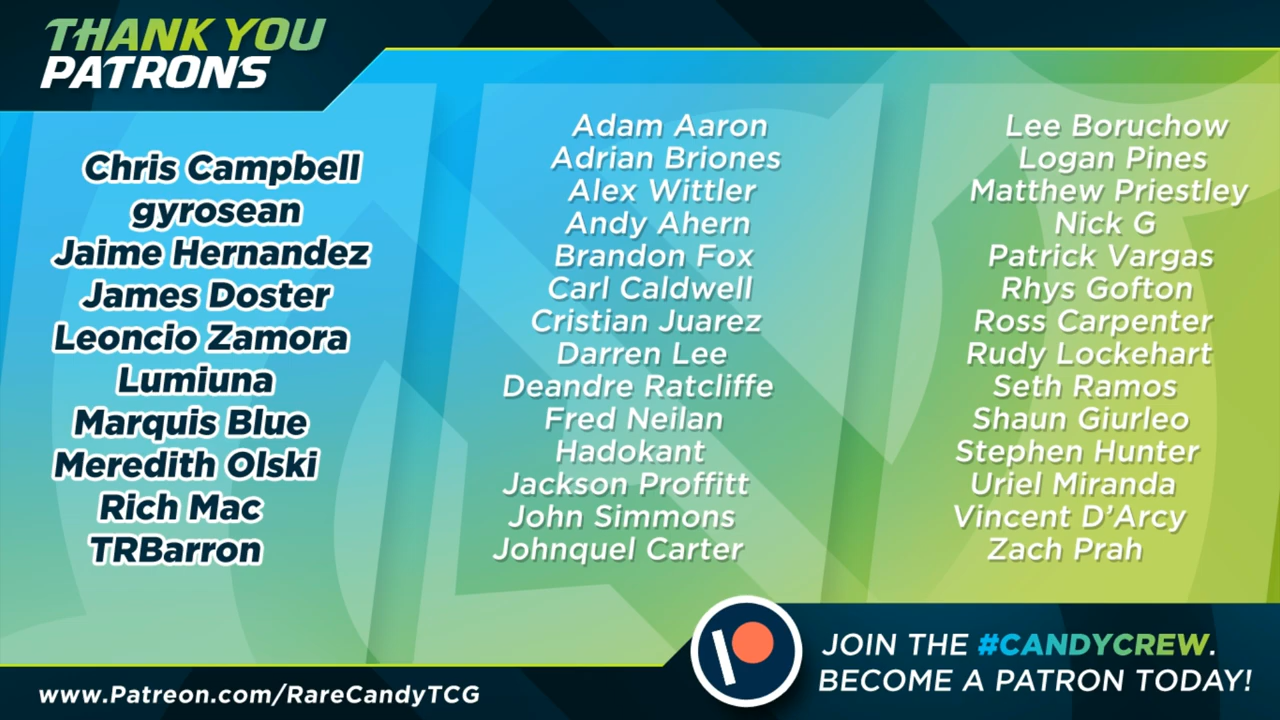 THANK YOU
PATRONS
Chris Campbell
gyrosean
Jaime Hernandez
James Doster
Leoncio Zamora
Lumiuna
Marquis Blue
Meredith Olski
Rich Mac
TRBarron
Adam Aaron
Adrian Briones
Alex Wittler
Andy Ahern
Brandon Fox
Carl Caldwell
Cristian Juarez
Darren Lee
Deandre Ratcliffe
Fred Neilan
Hadokant
Jackson Proffitt
John Simmons
Johnquel Carter
Lee Boruchow
Logan Pines
Matthew Priestley
Nick G
Patrick Vargas
Rhys Gofton
Ross Carpenter
Rudy Lockehart
Seth Ramos
Shaun Giurleo
Stephen Hunter
Uriel Miranda
Vincent D’Arcy
Zach Prah
www.Patreon.com/RareCandyTCG
JOIN THE #CANDYCREW.
BECOME A PATRON TODAY!